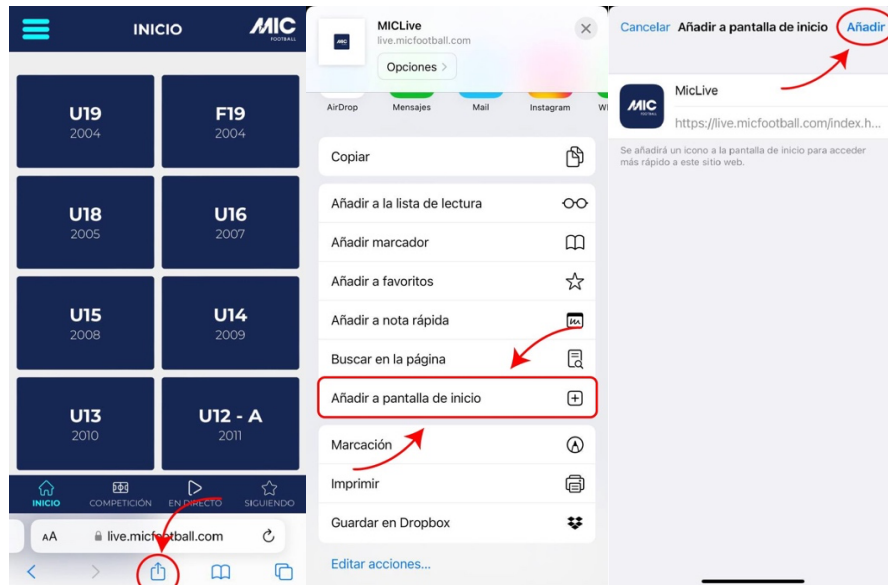 INICIO
MIC
FOOTBALL
U19
2004
F19
2004
U18
2005
U16
2007
U15
2008
U14
2009
U13
2010
U12 - A
2011
INICIO
COMPETICIÓN
EN DIRECTO
SIGUIENDO
AA
live.micfootball.com
MIC
MICLive
live.micfootball.com
Opciones >
AirDrop
Mensajes
Mail
Instagram
Copiar
Añadir a la lista de lectura
Añadir marcador
Añadir a favoritos
Añadir a nota rápida
Buscar en la página
Añadir a pantalla de inicio
Marcación
Imprimir
Guardar en Dropbox
Editar acciones...
Cancelar Añadir a pantalla de inicio Añadir
MIC
FOOTBALL
MicLive
https://live.micfootball.com/index.h...
Se añadirá un icono a la pantalla de inicio para acceder
más rápido a este sitio web.